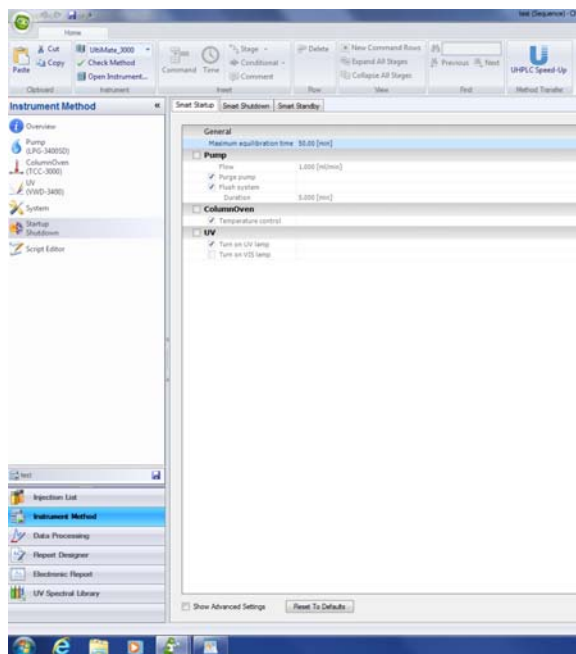 test (Sequence) - C
Home
Paste
Cut
Copy
Clipboard
UltiMate_3000
Check Method
Open Instrument...
Instrument
Command
Time
Stage
Conditional
Comment
Insert
Delete
Row
New Command Rows
Expand All Stages
Collapse All Stages
View
Previous
Next
Find
UHPLC Speed-Up
Method Transfer
Instrument Method
Overview
Pump
(LPG-3400SD)
ColumnOven
(TCC-3000)
UV
(VWD-3400)
System
Startup
Shutdown
Script Editor
test
Injection List
Instrument Method
Data Processing
Report Designer
Electronic Report
UV Spectral Library
Smart Startup Smart Shutdown Smart Standby
General
Maximum equilibration time 50.00 [min]
Pump
Flow 1.000 [ml/min]
Purge pump
Flush system
Duration 5.000 [min]
ColumnOven
Temperature control
UV
Turn on UV lamp
Turn on VIS lamp
Show Advanced Settings Reset To Defaults